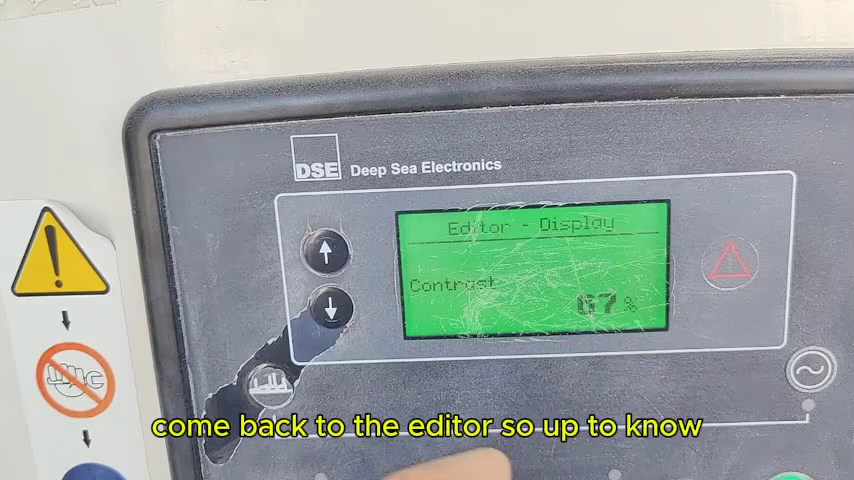 DSE Deep Sea Electronics
Editor - Display
Contrast
67 %
come back to the editor so up to know